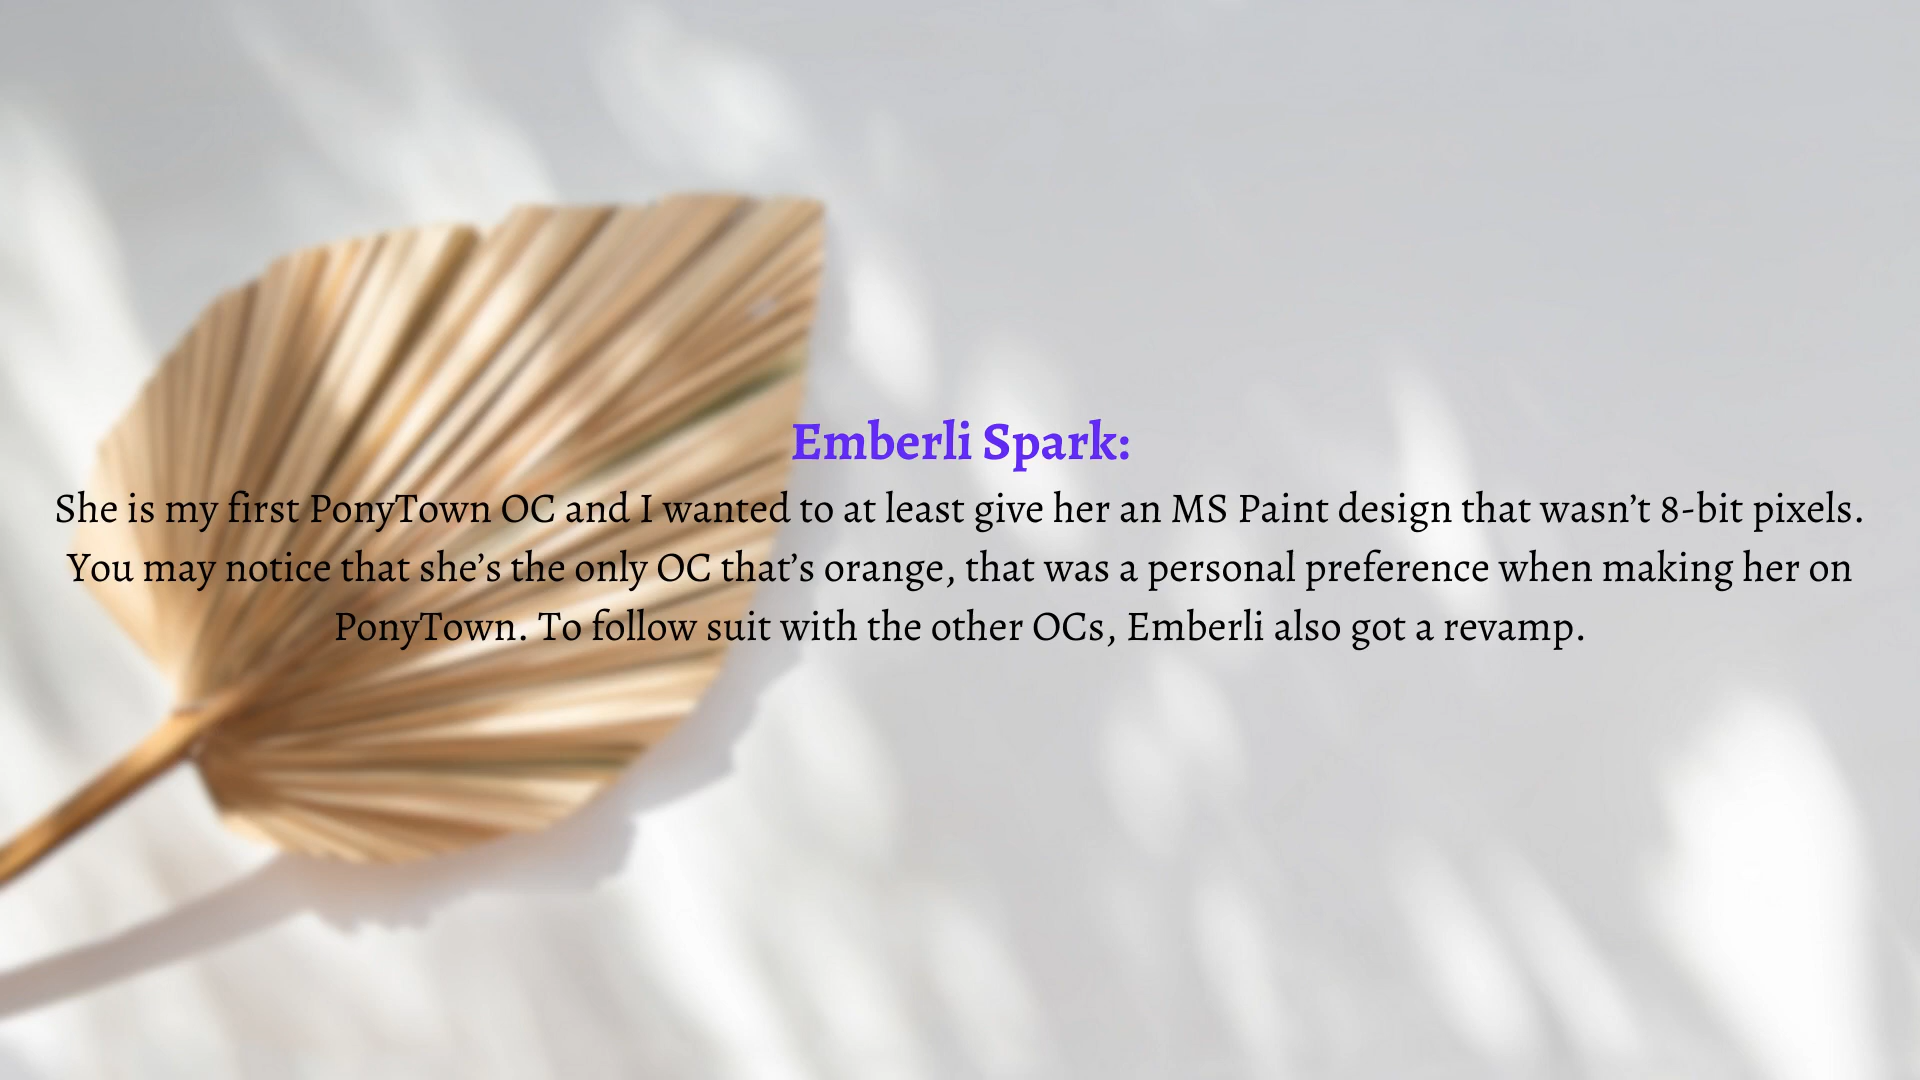 Emberli Spark:
She is my first PonyTown OC and I wanted to at least give her an MS Paint design that wasn’t 8-bit pixels.
You may notice that she’s the only OC that’s orange, that was a personal preference when making her on
PonyTown. To follow suit with the other OCs, Emberli also got a revamp.